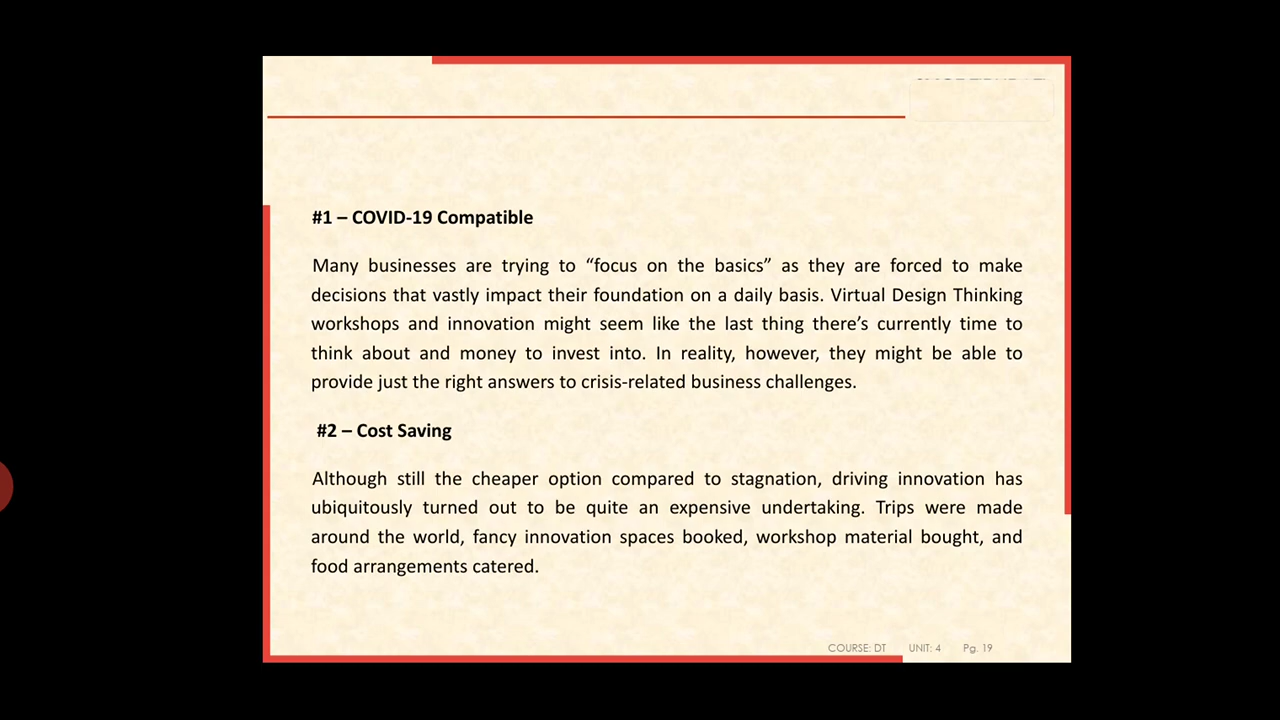 #1 – COVID-19 Compatible
Many businesses are trying to “focus on the basics” as they are forced to make
decisions that vastly impact their foundation on a daily basis. Virtual Design Thinking
workshops and innovation might seem like the last thing there’s currently time to
think about and money to invest into. In reality, however, they might be able to
provide just the right answers to crisis-related business challenges.
#2 – Cost Saving
Although still the cheaper option compared to stagnation, driving innovation has
ubiquitously turned out to be quite an expensive undertaking. Trips were made
around the world, fancy innovation spaces booked, workshop material bought, and
food arrangements catered.
COURSE: DT UNIT: 4 Pg. 19